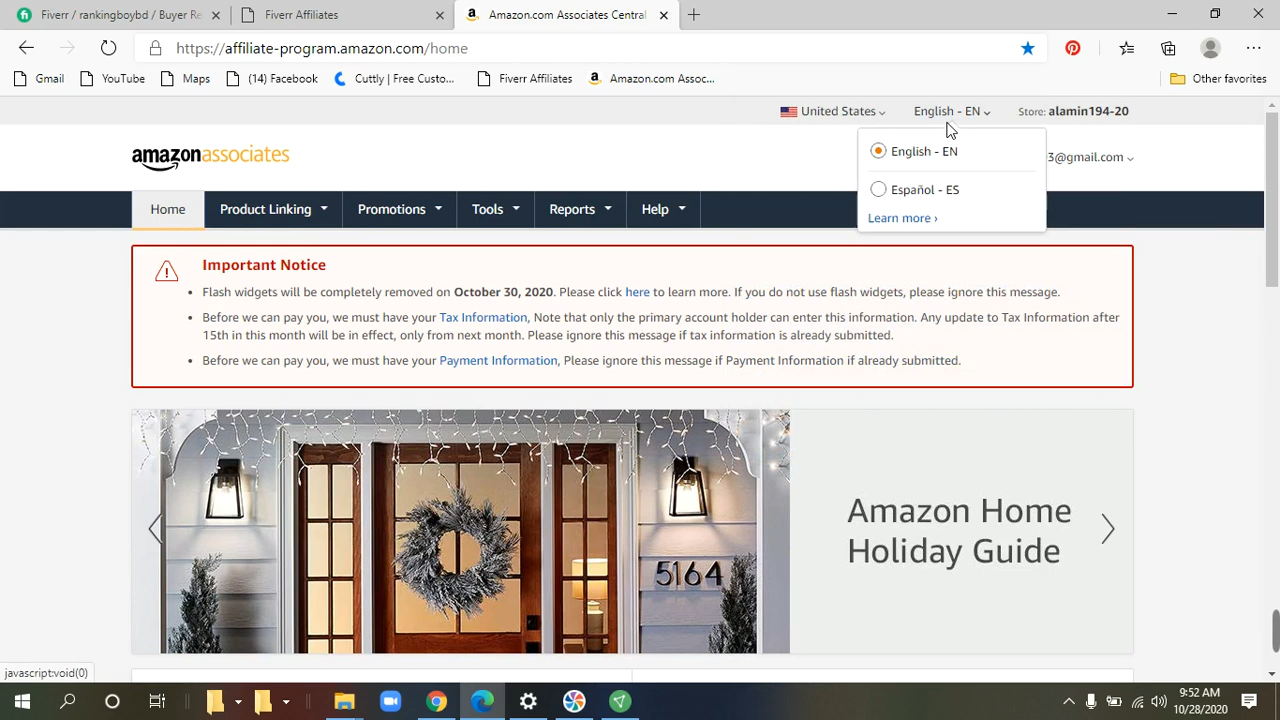 Fiverr / rankingboybd / Buyer Re
Fiverr Affiliates
Amazon.com Associates Central
https://affiliate-program.amazon.com/home
Gmail
YouTube
Maps
(14) Facebook
Cuttly | Free Custo...
Fiverr Affiliates
Amazon.com Assoc...
Other favorites
United States
English - EN
Store: alamin194-20
English - EN
Español - ES
Learn more ›
amazonassociates
3@gmail.com
Home
Product Linking
Promotions
Tools
Reports
Help
Important Notice
Flash widgets will be completely removed on October 30, 2020. Please click here to learn more. If you do not use flash widgets, please ignore this message.
Before we can pay you, we must have your Tax Information, Note that only the primary account holder can enter this information. Any update to Tax Information after
15th in this month will be in effect, only from next month. Please ignore this message if tax information is already submitted.
Before we can pay you, we must have your Payment Information, Please ignore this message if Payment Information if already submitted.
5164
Amazon Home
Holiday Guide
javascript:void(0)
9:52 AM
10/28/2020